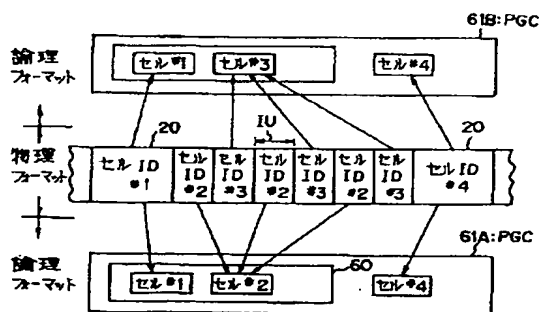 61B:PGC
論理
フォーマット
セル#1
セル#3
セル#4
20
IU
20
物理
フォーマット
セルID
#1
セル
ID
#2
セル
ID
#3
セル
ID
#2
セル
ID
#3
セル
ID
#2
セル
ID
#3
セルID
#4
61A:PGC
論理
フォーマット
60
セル#1
セル#2
セル#4